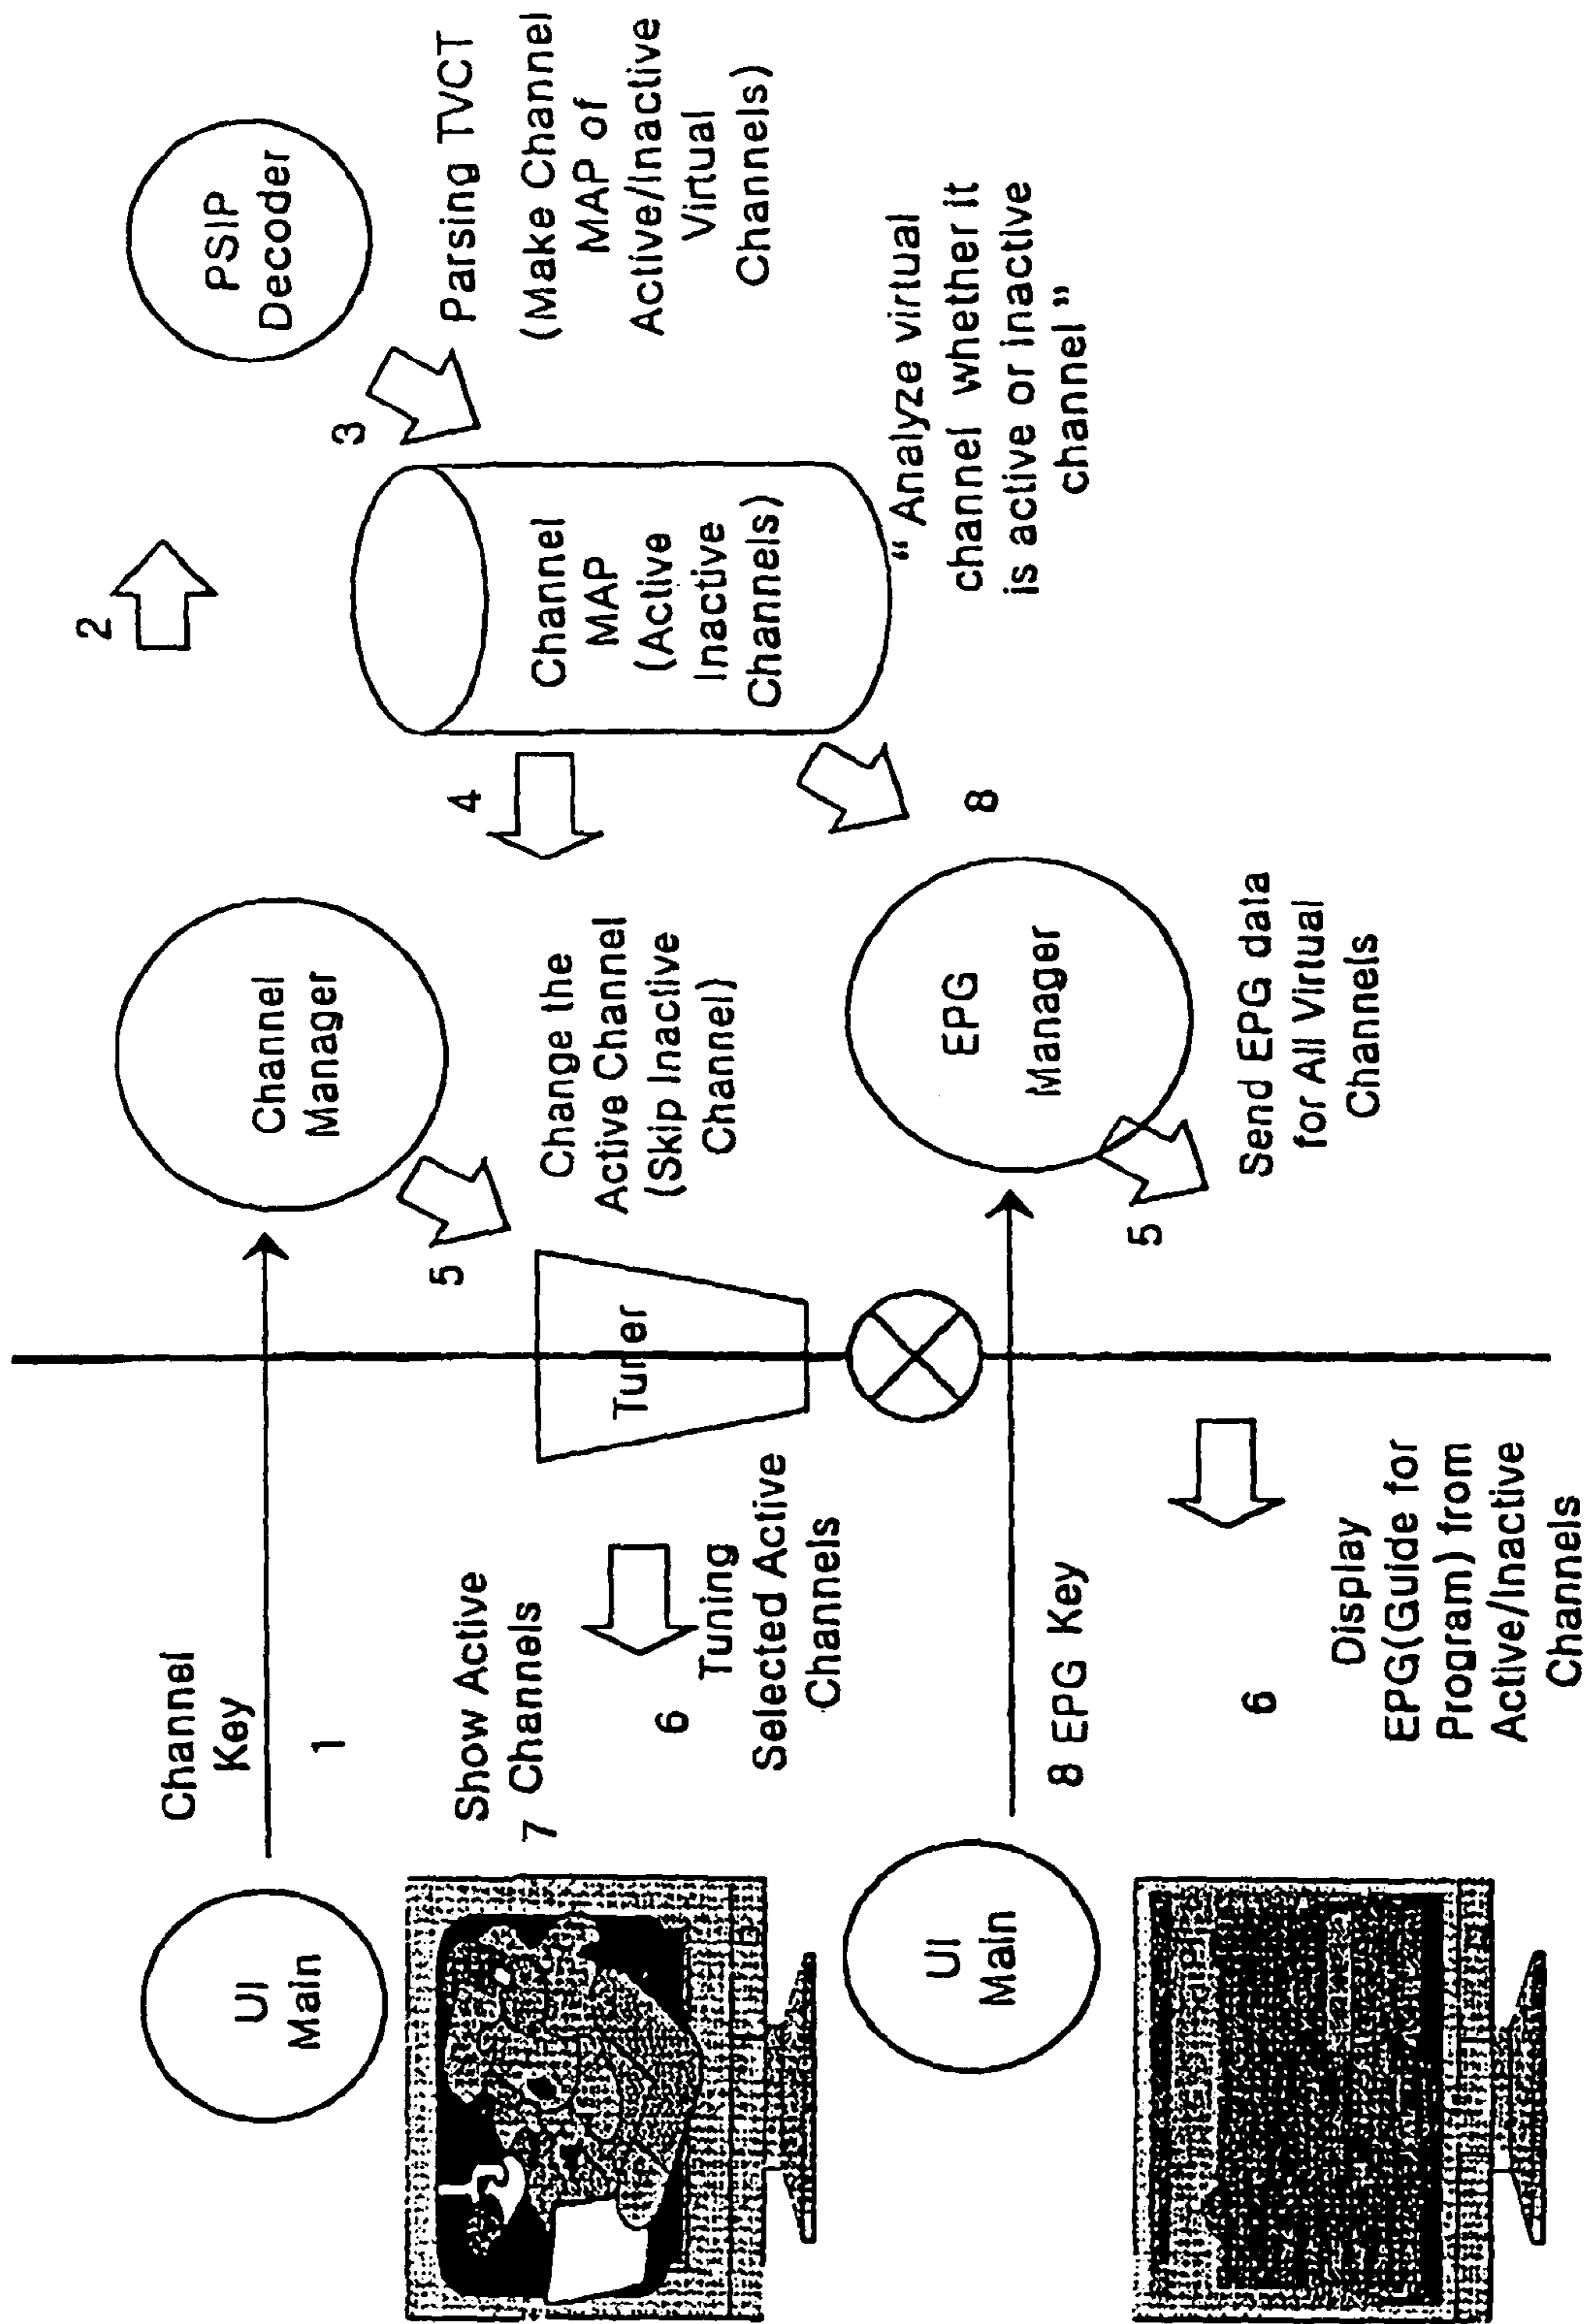 UI
Main
Channel
Key
1
Channel
Manager
2
PSIP
Decoder
3
Parsing TVCT
(Make Channel
MAP of
Active/Inactive
Virtual
Channels)
Channel
MAP
(Active
Inactive
Channels)
4
5
Change the
Active Channel
(Skip Inactive
Channel)
Tuner
6
Tuning
Selected Active
Channels
Show Active
7 Channels
" Analyze virtual
channel whether it
is active or inactive
channel "
8
UI
Main
8 EPG Key
EPG
Manager
5
Send EPG data
for All Virtual
Channels
6
Display
EPG(Guide for
Program) from
Active/Inactive
Channels